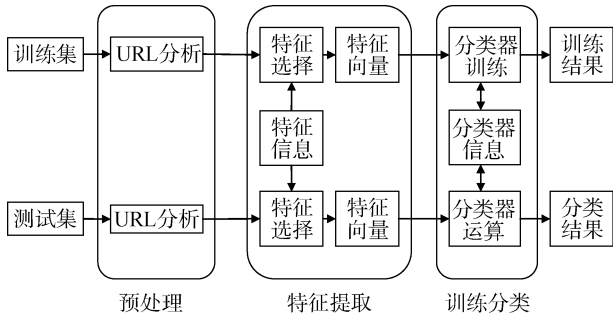 训练集
URL分析
特征
选择
特征
向量
分类器
训练
训练
结果
特征
信息
分类器
信息
测试集
URL分析
特征
选择
特征
向量
分类器
运算
分类
结果
预处理
特征提取
训练分类